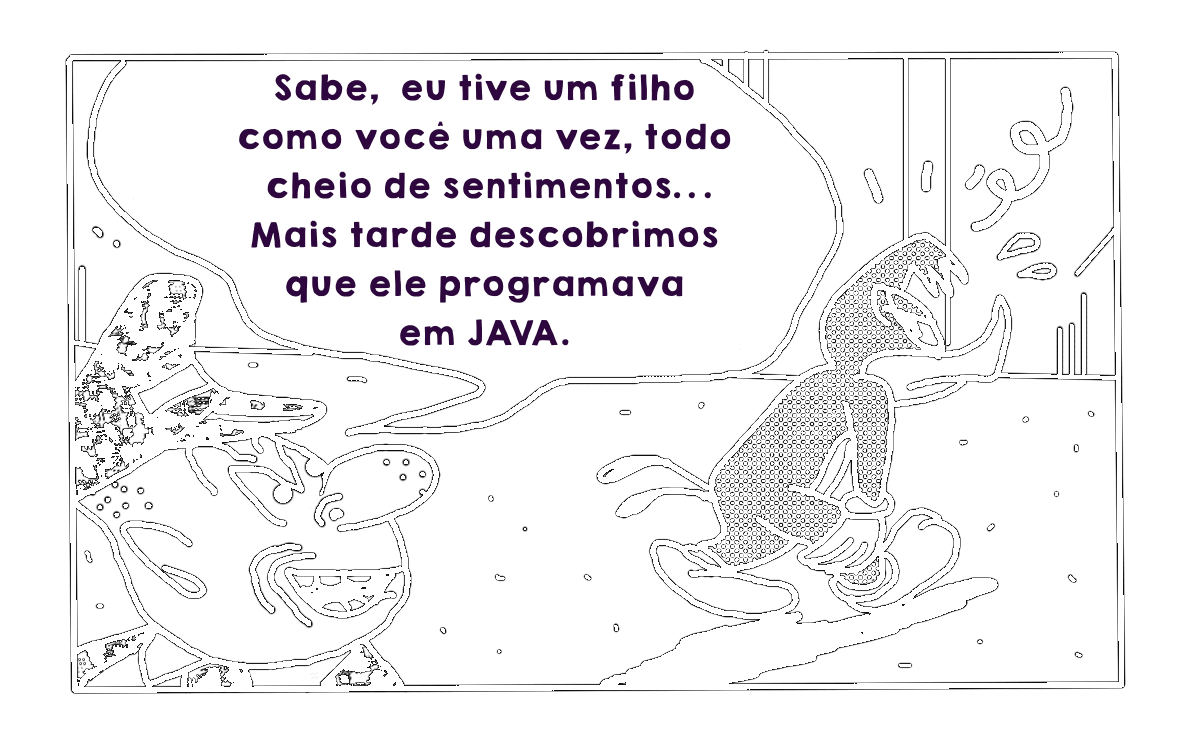 Sabe, eu tive um filho
como você uma vez, todo
cheio de sentimentos...
Mais tarde descobrimos
que ele programava
em JAVA.